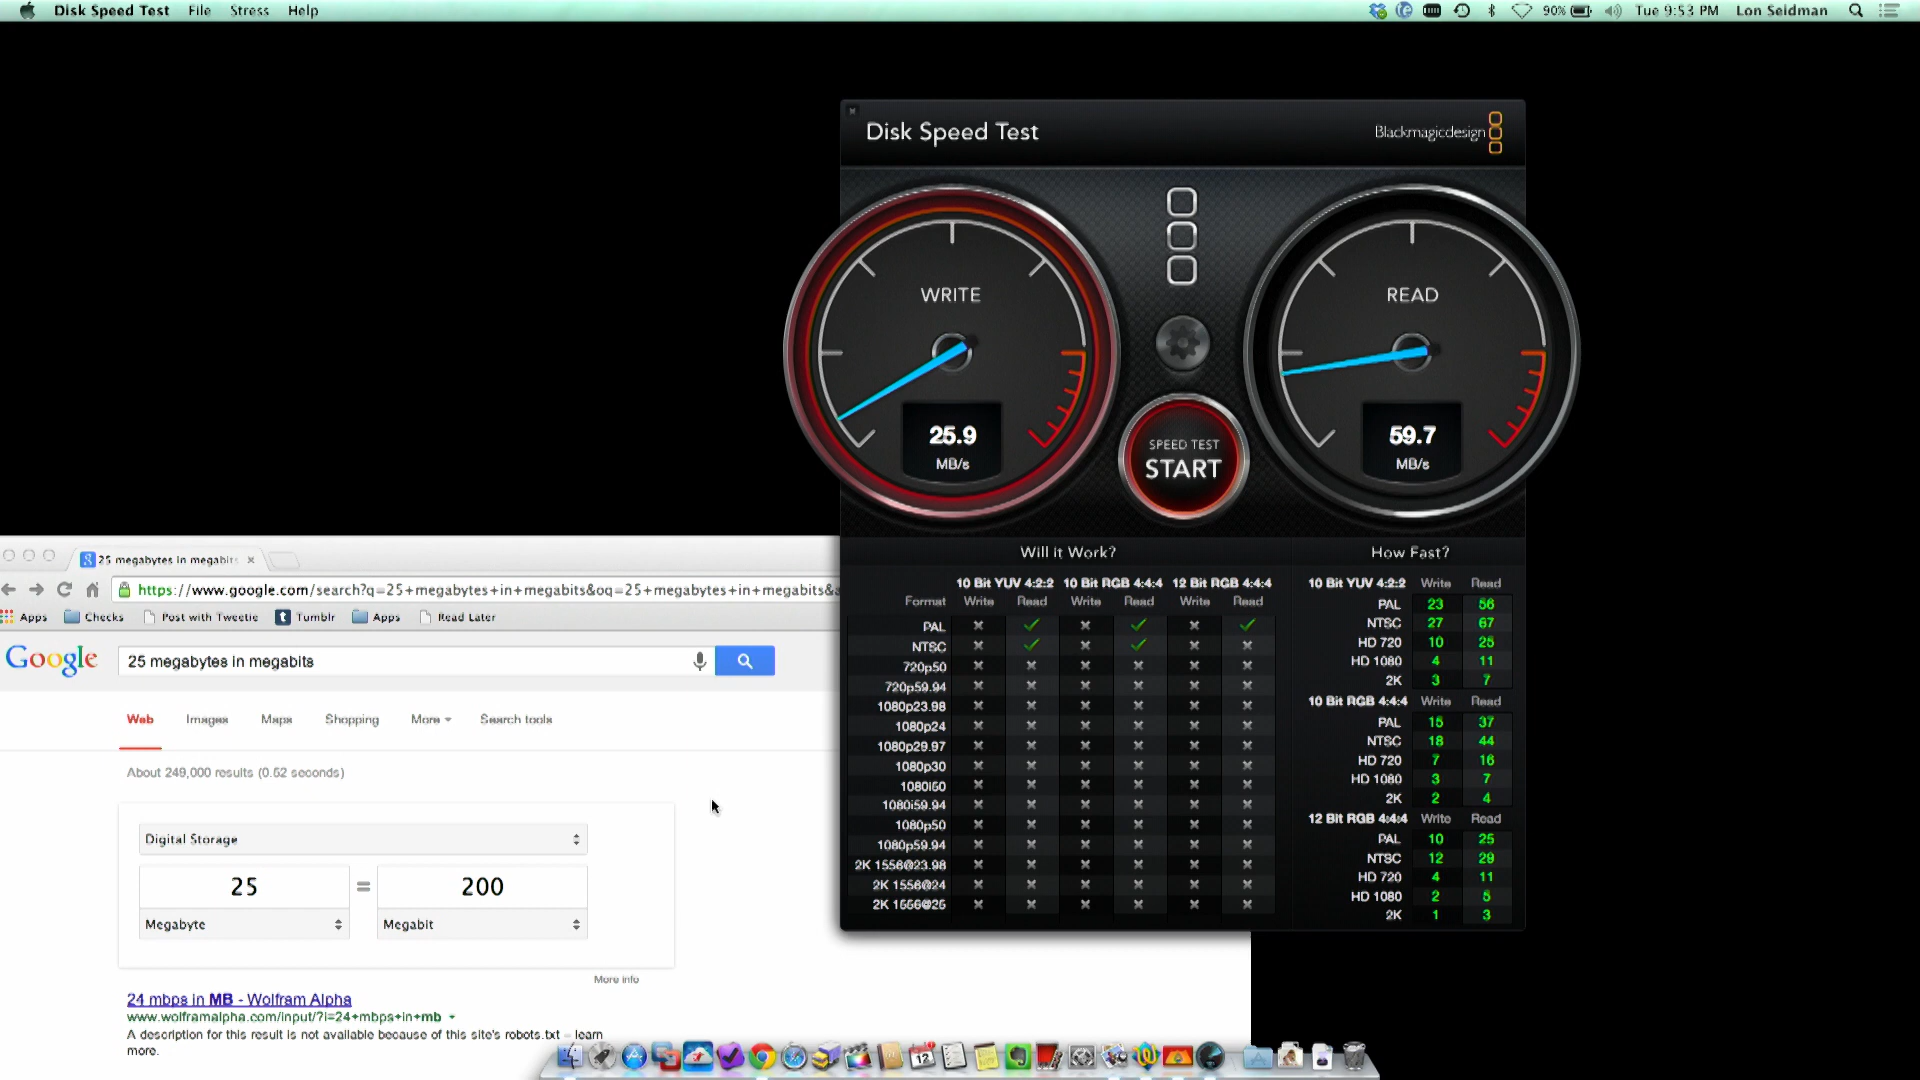 Disk Speed Test File Stress Help 90% Tue 9:53 PM Lon Seidman
Disk Speed Test Blackmagicdesign
WRITE
25.9
MB/s
SPEED TEST
START
READ
59.7
MB/s
Will it Work?
10 Bit YUV 4:2:2 10 Bit RGB 4:4:4 12 Bit RGB 4:4:4
Format Write Read Write Read Write Read
PAL
NTSC
720p50
720p59.94
1080p23.98
1080p24
1080p29.97
1080p30
1080i50
1080i59.94
1080p50
1080p59.94
2K 1556@23.98
2K 1556@24
2K 1556@25
How Fast?
10 Bit YUV 4:2:2 Write Read
PAL 23 56
NTSC 27 67
HD 720 10 25
HD 1080 4 11
2K 3 7
10 Bit RGB 4:4:4 Write Read
PAL 15 37
NTSC 18 44
HD 720 7 16
HD 1080 3 7
2K 2 4
12 Bit RGB 4:4:4 Write Read
PAL 10 25
NTSC 12 29
HD 720 4 11
HD 1080 2 5
2K 1 3
25 megabytes in megabits
https://www.google.com/search?q=25+megabytes+in+megabits&oq=25+megabytes+in+megabits&a
Apps Checks Post with Tweetie Tumblr Apps Read Later
Google 25 megabytes in megabits
Web Images Maps Shopping More Search tools
About 249,000 results (0.52 seconds)
Digital Storage
25 = 200
Megabyte Megabit
More info
24 mbps in MB - Wolfram Alpha
www.wolframalpha.com/input/?i=24+mbps+in+mb
A description for this result is not available because of this site's robots.txt – learn
more.
12